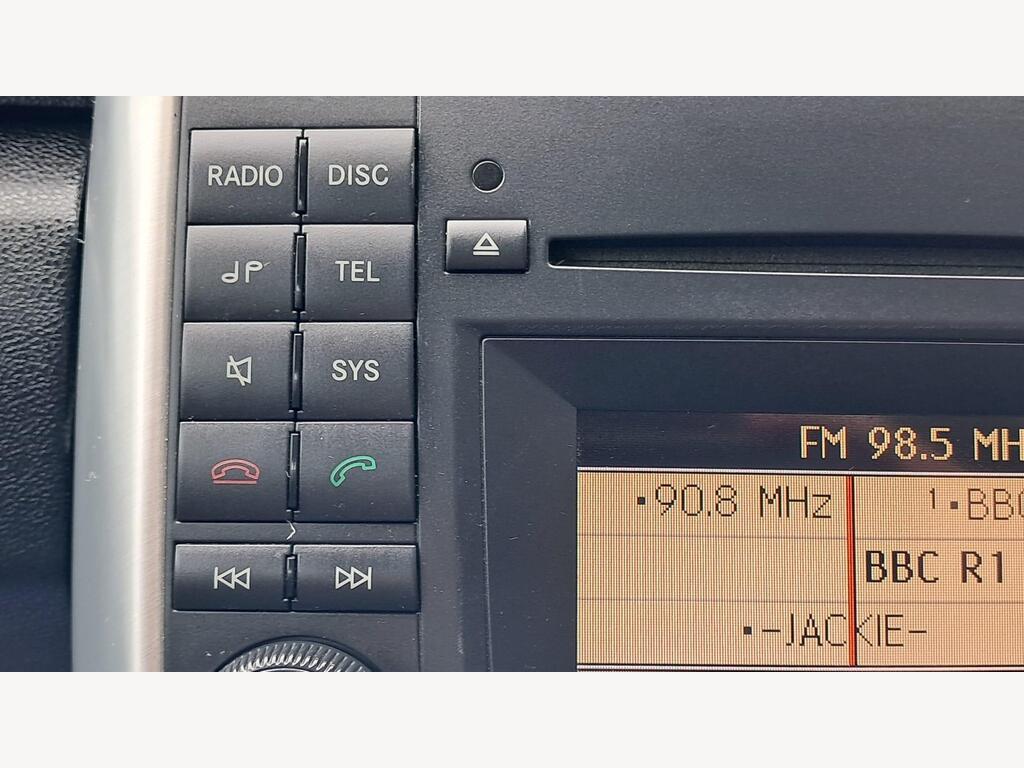 RADIO DISC
TEL
SYS
FM 98.5 MH
•90.8 MHz 1•BBC
BBC R1
•-JACKIE-